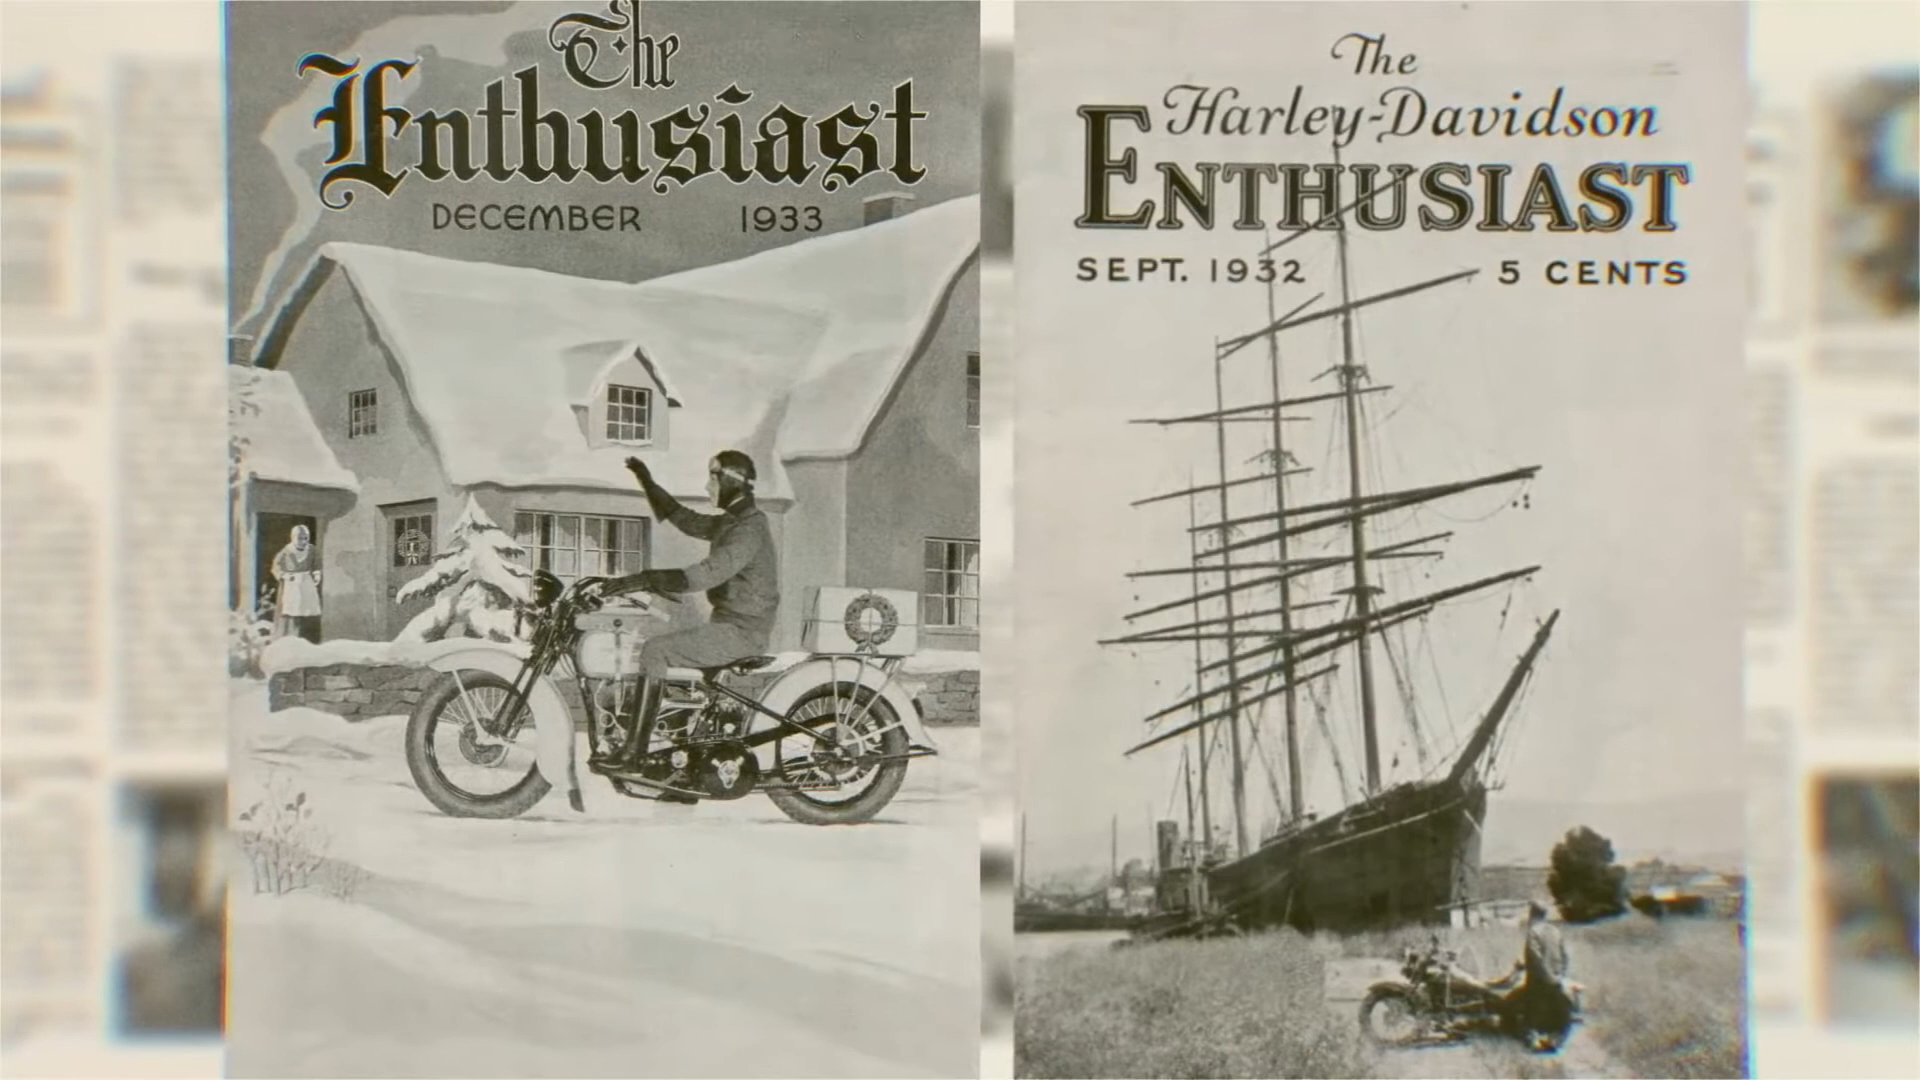 The
Enthusiast
DECEMBER 1933
The
Harley-Davidson
ENTHUSIAST
SEPT. 1932 5 CENTS